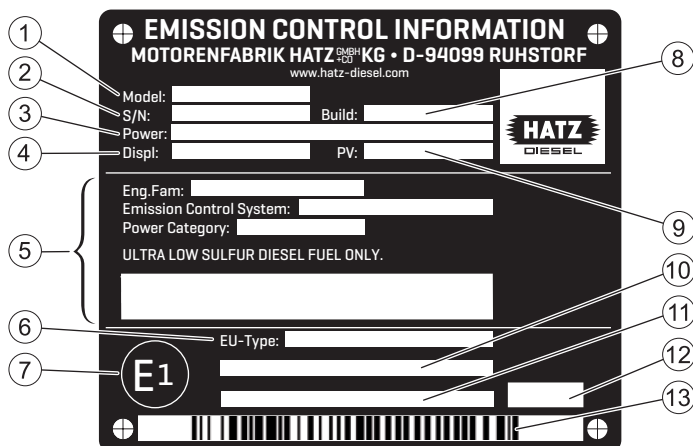 EMISSION CONTROL INFORMATION
MOTORENFABRIK HATZ GMBH +CO KG • D-94099 RUHSTORF
www.hatz-diesel.com
1
Model:
2
S/N:
Build:
8
3
Power:
4
Displ:
PV:
9
HATZ
DIESEL
5
Eng.Fam:
Emission Control System:
Power Category:
ULTRA LOW SULFUR DIESEL FUEL ONLY.
10
11
6
EU-Type:
7
E1
12
13